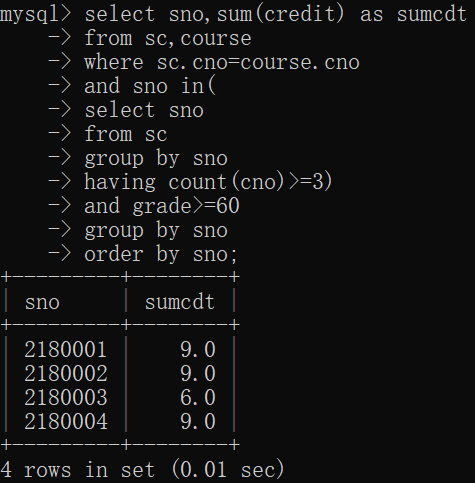 mysql> select sno,sum(credit) as sumcdt
    -> from sc,course
    -> where sc.cno=course.cno
    -> and sno in(
    -> select sno
    -> from sc
    -> group by sno
    -> having count(cno)>=3)
    -> and grade>=60
    -> group by sno
    -> order by sno;
+---------+--------+
| sno     | sumcdt |
+---------+--------+
| 2180001 |    9.0 |
| 2180002 |    9.0 |
| 2180003 |    6.0 |
| 2180004 |    9.0 |
+---------+--------+
4 rows in set (0.01 sec)